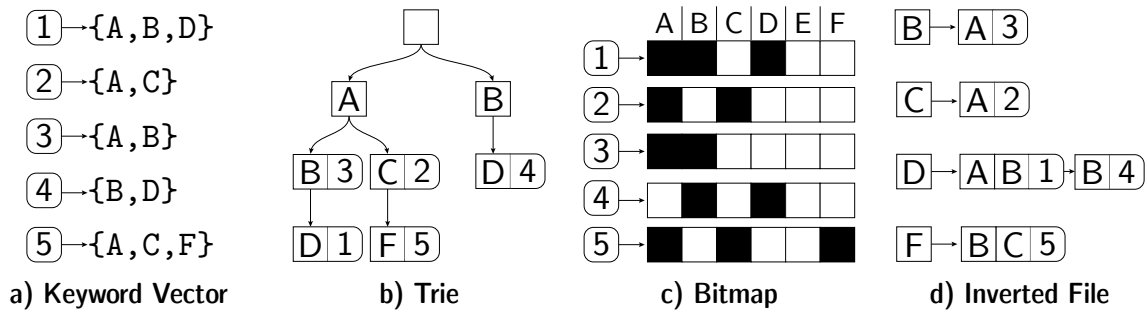 1 {A,B,D}
2 {A,C}
3 {A,B}
4 {B,D}
5 {A,C,F}
a) Keyword Vector
A B
B 3 C 2 D 4
D 1 F 5
b) Trie
A B C D E F
1
2
3
4
5
c) Bitmap
B A 3
C A 2
D A B 1 B 4
F B C 5
d) Inverted File